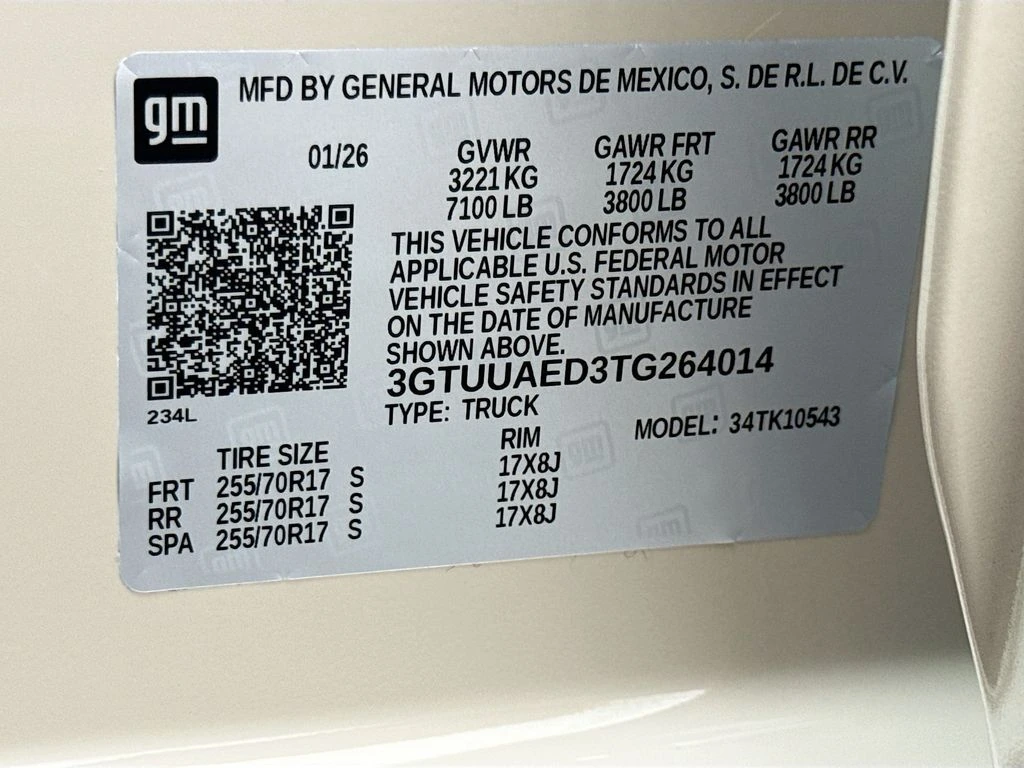 gm
MFD BY GENERAL MOTORS DE MEXICO, S. DE R.L. DE C.V.
01/26
GVWR GAWR FRT GAWR RR
3221 KG 1724 KG 1724 KG
7100 LB 3800 LB 3800 LB
THIS VEHICLE CONFORMS TO ALL
APPLICABLE U.S. FEDERAL MOTOR
VEHICLE SAFETY STANDARDS IN EFFECT
ON THE DATE OF MANUFACTURE
SHOWN ABOVE.
3GTUUAED3TG264014
234L
TYPE: TRUCK
MODEL: 34TK10543
TIRE SIZE RIM
FRT 255/70R17 S 17X8J
RR 255/70R17 S 17X8J
SPA 255/70R17 S 17X8J